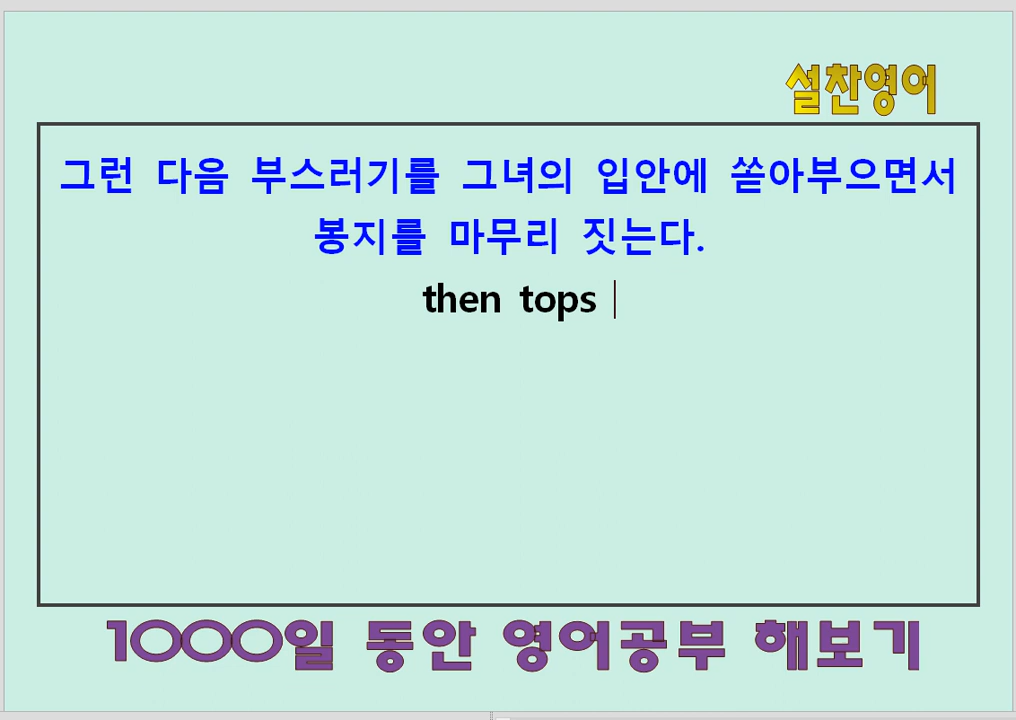 설찬영어
그런 다음 부스러기를 그녀의 입안에 쏟아부으면서
봉지를 마무리 짓는다.
then tops
1000일 동안 영어공부 해보기